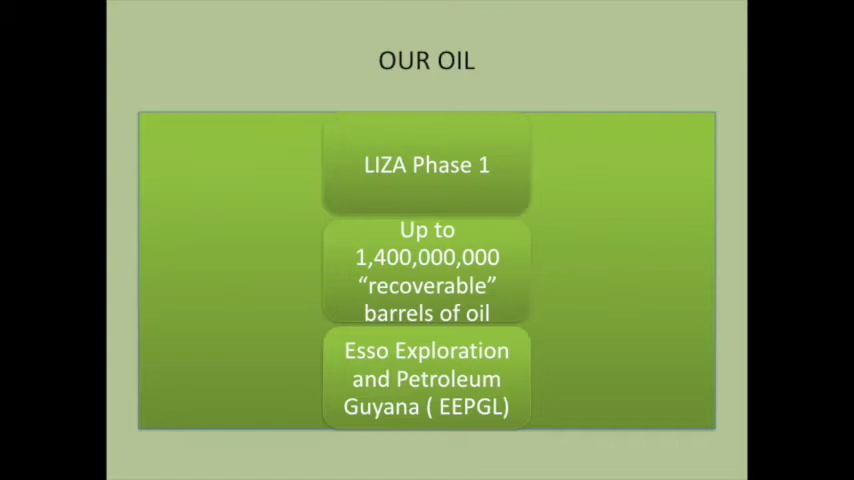 OUR OIL
LIZA Phase 1
Up to
1,400,000,000
“recoverable”
barrels of oil
Esso Exploration
and Petroleum
Guyana ( EEPGL)